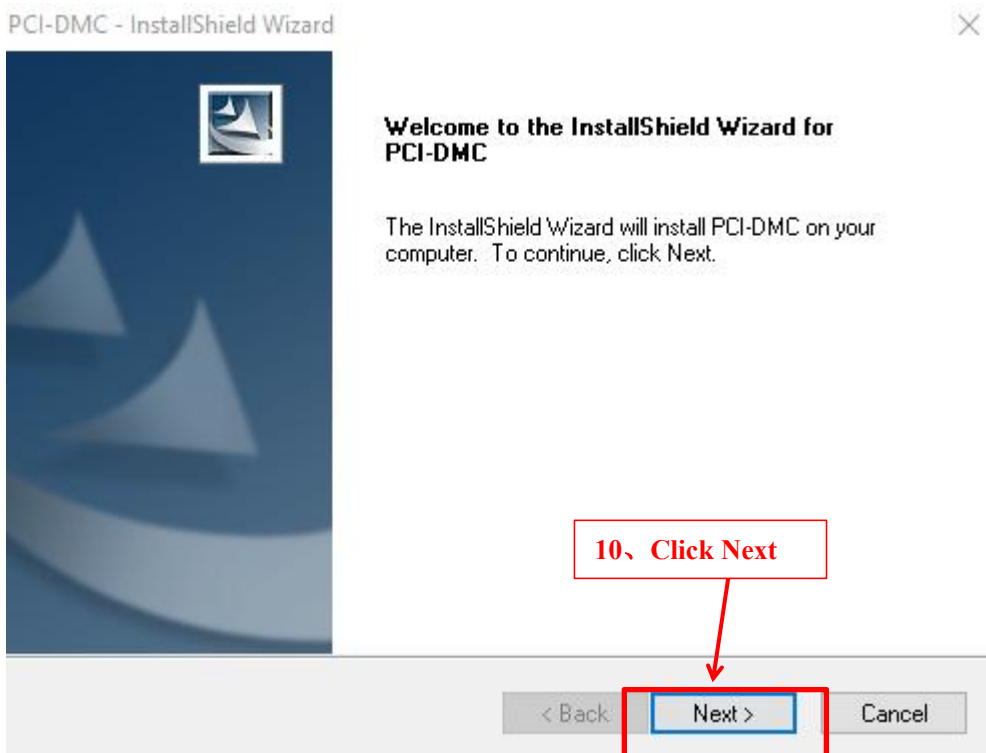 PCI-DMC - InstallShield Wizard
Welcome to the InstallShield Wizard for
PCI-DMC
The InstallShield Wizard will install PCI-DMC on your
computer.  To continue, click Next.
10、Click Next
< Back
Next >
Cancel